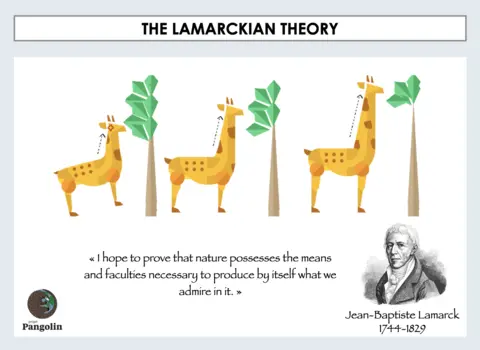 THE LAMARCKIAN THEORY
« I hope to prove that nature possesses the means
and faculties necessary to produce by itself what we
admire in it. »
Jean-Baptiste Lamarck
1744-1829
Pangolin